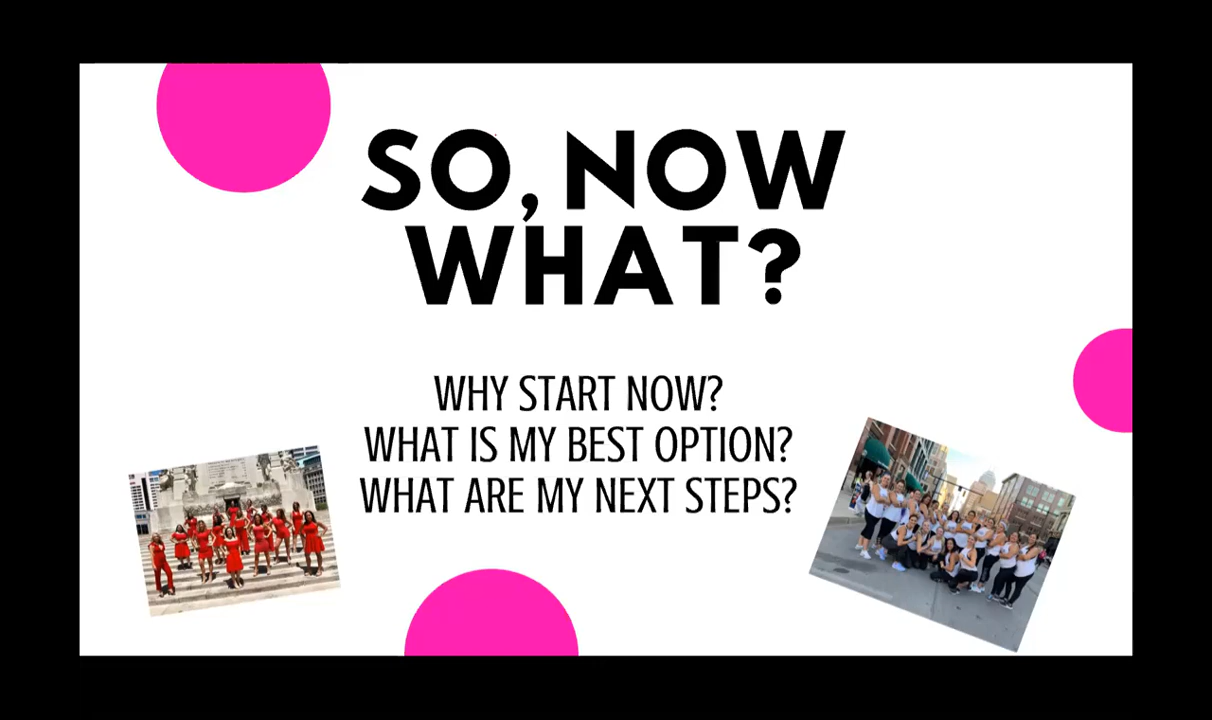 SO, NOW
WHAT?
WHY START NOW?
WHAT IS MY BEST OPTION?
WHAT ARE MY NEXT STEPS?